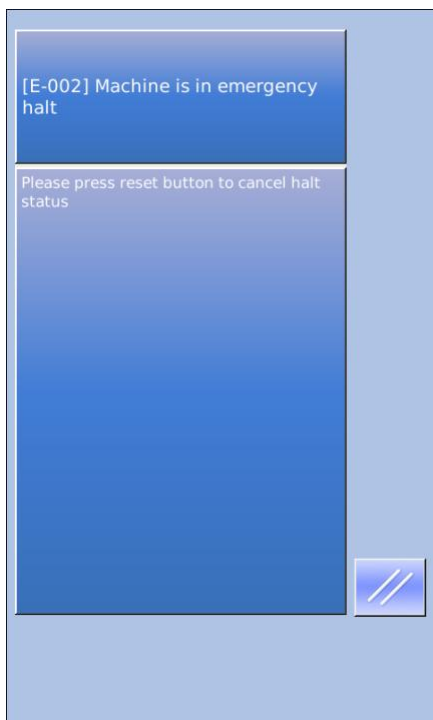 [E-002] Machine is in emergency
halt
Please press reset button to cancel halt
status